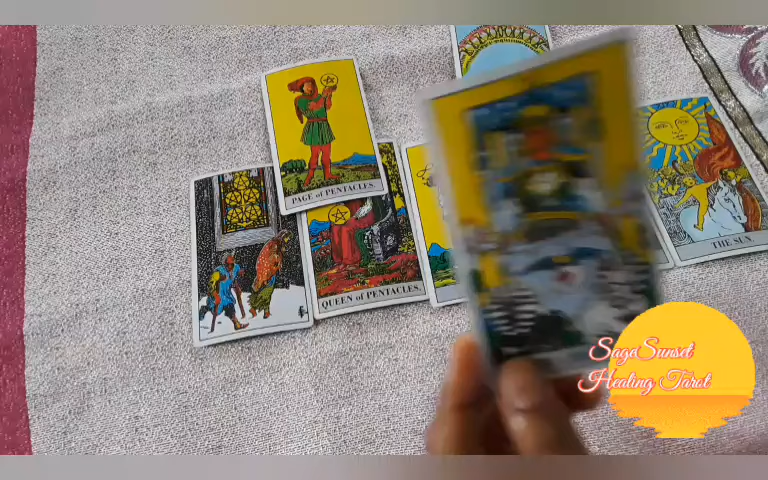 PAGE of PENTACLES.
QUEEN of PENTACLES.
THE SUN.
SageSunset
Healing Tarot